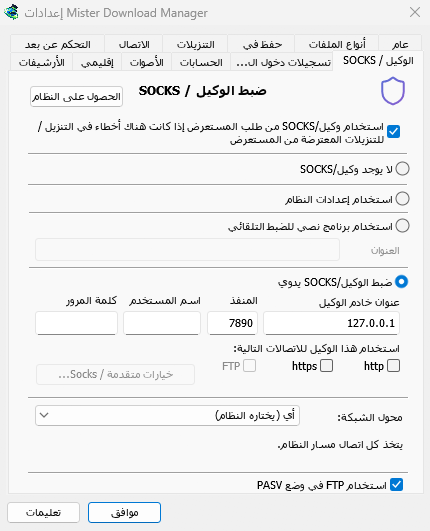 إعدادات Mister Download Manager
عام
أنواع الملفات
حفظ في
التنزيلات
الاتصال
التحكم عن بعد
الوكيل / SOCKS
تسجيلات دخول ال...
الحسابات
الأصوات
إقليمي
الأرشيفات
ضبط الوكيل / SOCKS
الحصول على النظام
استخدام وكيل/SOCKS من طلب المستعرض إذا كانت هناك أخطاء في التنزيل /
للتنزيلات المعترضة من المستعرض
لا يوجد وكيل/SOCKS
استخدام إعدادات النظام
استخدام برنامج نصي للضبط التلقائي
العنوان
ضبط الوكيل/SOCKS يدوي
عنوان خادم الوكيل
المنفذ
اسم المستخدم
كلمة المرور
127.0.0.1
7890
استخدام هذا الوكيل للاتصالات التالية:
http
https
FTP
خيارات متقدمة / Socks...
محول الشبكة:
أي (يختاره النظام)
يتخذ كل اتصال مسار النظام.
استخدام FTP في وضع PASV
موافق
تعليمات